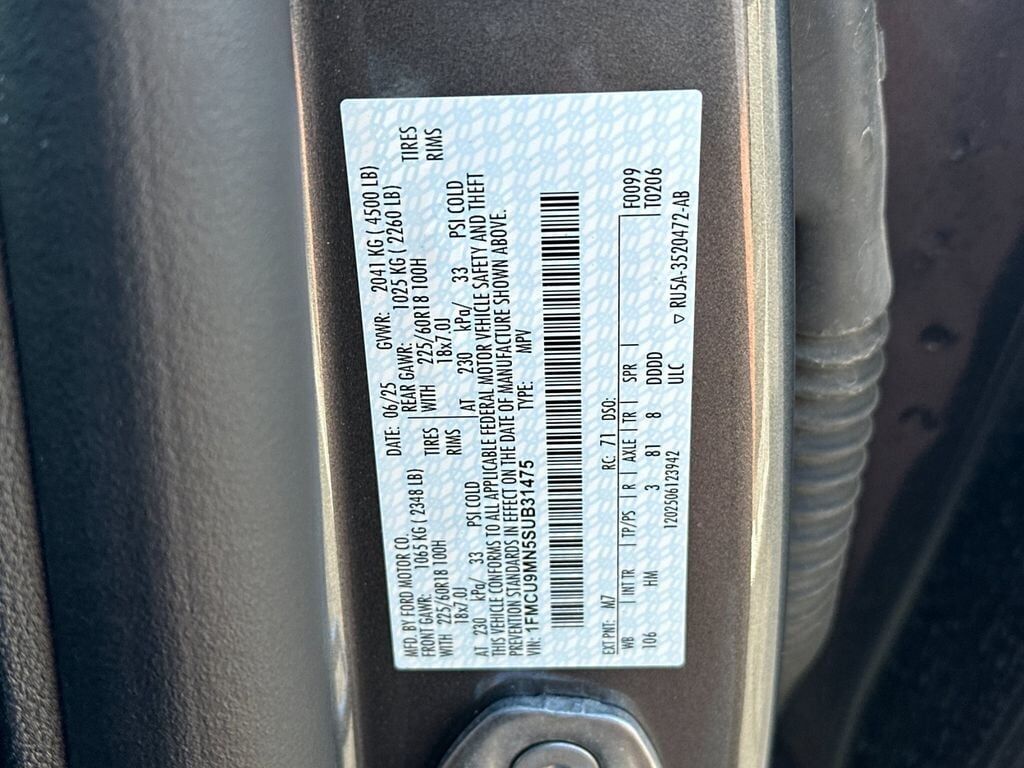 MFD. BY FORD MOTOR CO.
DATE: 06/25 GVWR: 2041 KG ( 4500 LB)
FRONT GAWR: 1065 KG ( 2348 LB) REAR GAWR: 1025 KG ( 2260 LB)
WITH 225/60R18 100H TIRES WITH 225/60R18 100H TIRES
18x7.0J RIMS 18x7.0J RIMS
AT 230 kPa/ 33 PSI COLD AT 230 kPa/ 33 PSI COLD
THIS VEHICLE CONFORMS TO ALL APPLICABLE FEDERAL MOTOR VEHICLE SAFETY AND THEFT
PREVENTION STANDARDS IN EFFECT ON THE DATE OF MANUFACTURE SHOWN ABOVE.
VIN: 1FMCU9MN5SUB31475 TYPE: MPV
EXT PNT: M7 RC: 71 DSO: F0099
WB INT TR TP/PS R AXLE TR SPR T0206
106 HM 3 81 8 DDDD
1202506123942 ULC ▽ RU5A-3520472-AB